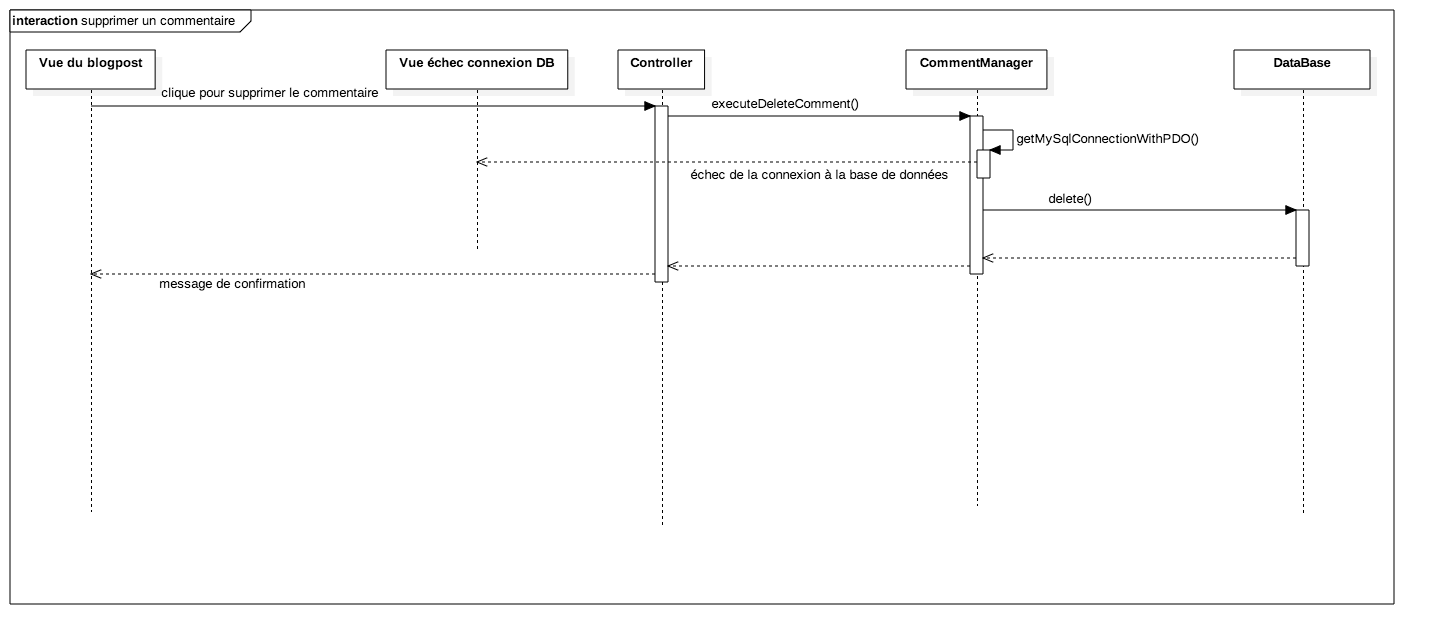 interaction supprimer un commentaire
Vue du blogpost
Vue échec connexion DB
Controller
CommentManager
DataBase
clique pour supprimer le commentaire
executeDeleteComment()
getMySqlConnectionWithPDO()
échec de la connexion à la base de données
delete()
message de confirmation